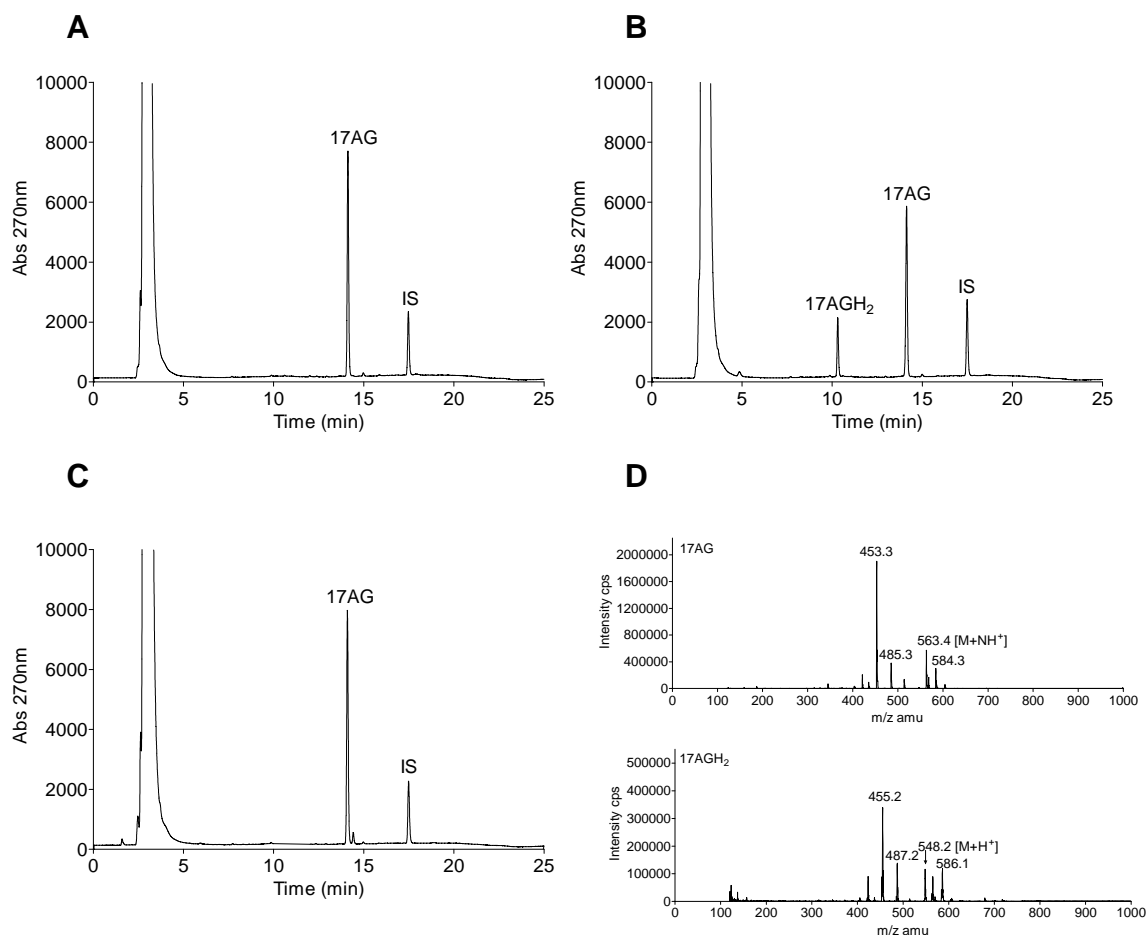 A
10000
8000
6000
4000
2000
0
Abs 270nm
17AG
IS
0 5 10 15 20 25
Time (min)
B
10000
8000
6000
4000
2000
0
Abs 270nm
17AGH₂
17AG
IS
0 5 10 15 20 25
Time (min)
C
10000
8000
6000
4000
2000
0
Abs 270nm
17AG
IS
0 5 10 15 20 25
Time (min)
D
17AG
2000000
1600000
1200000
800000
400000
0
Intensity cps
453.3
563.4 [M+NH⁺]
485.3
584.3
0 100 200 300 400 500 600 700 800 900 1000
m/z amu
17AGH₂
500000
400000
300000
200000
100000
0
Intensity cps
455.2
548.2 [M+H⁺]
487.2
586.1
0 100 200 300 400 500 600 700 800 900 1000
m/z amu